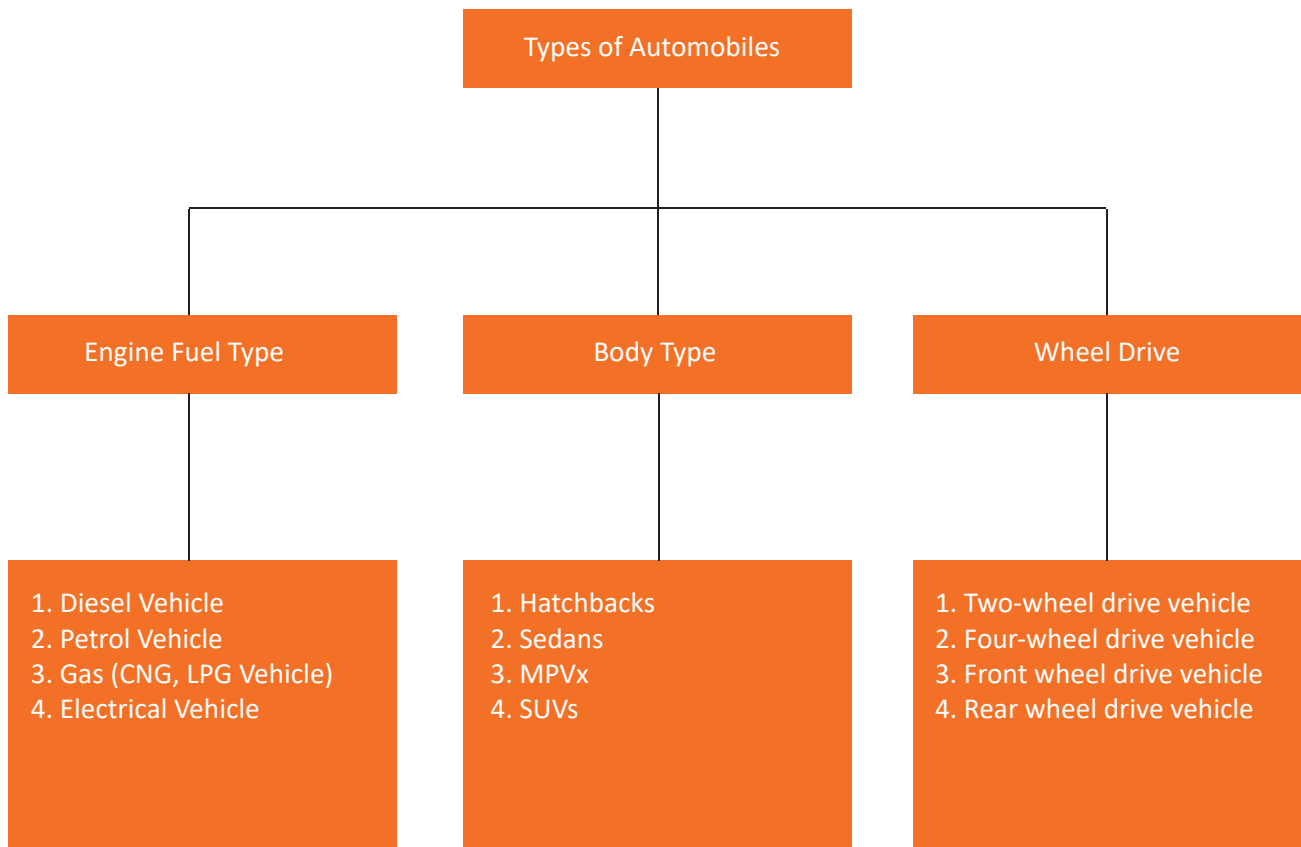 Types of Automobiles
Engine Fuel Type
Body Type
Wheel Drive
1. Diesel Vehicle
2. Petrol Vehicle
3. Gas (CNG, LPG Vehicle)
4. Electrical Vehicle
1. Hatchbacks
2. Sedans
3. MPVx
4. SUVs
1. Two-wheel drive vehicle
2. Four-wheel drive vehicle
3. Front wheel drive vehicle
4. Rear wheel drive vehicle